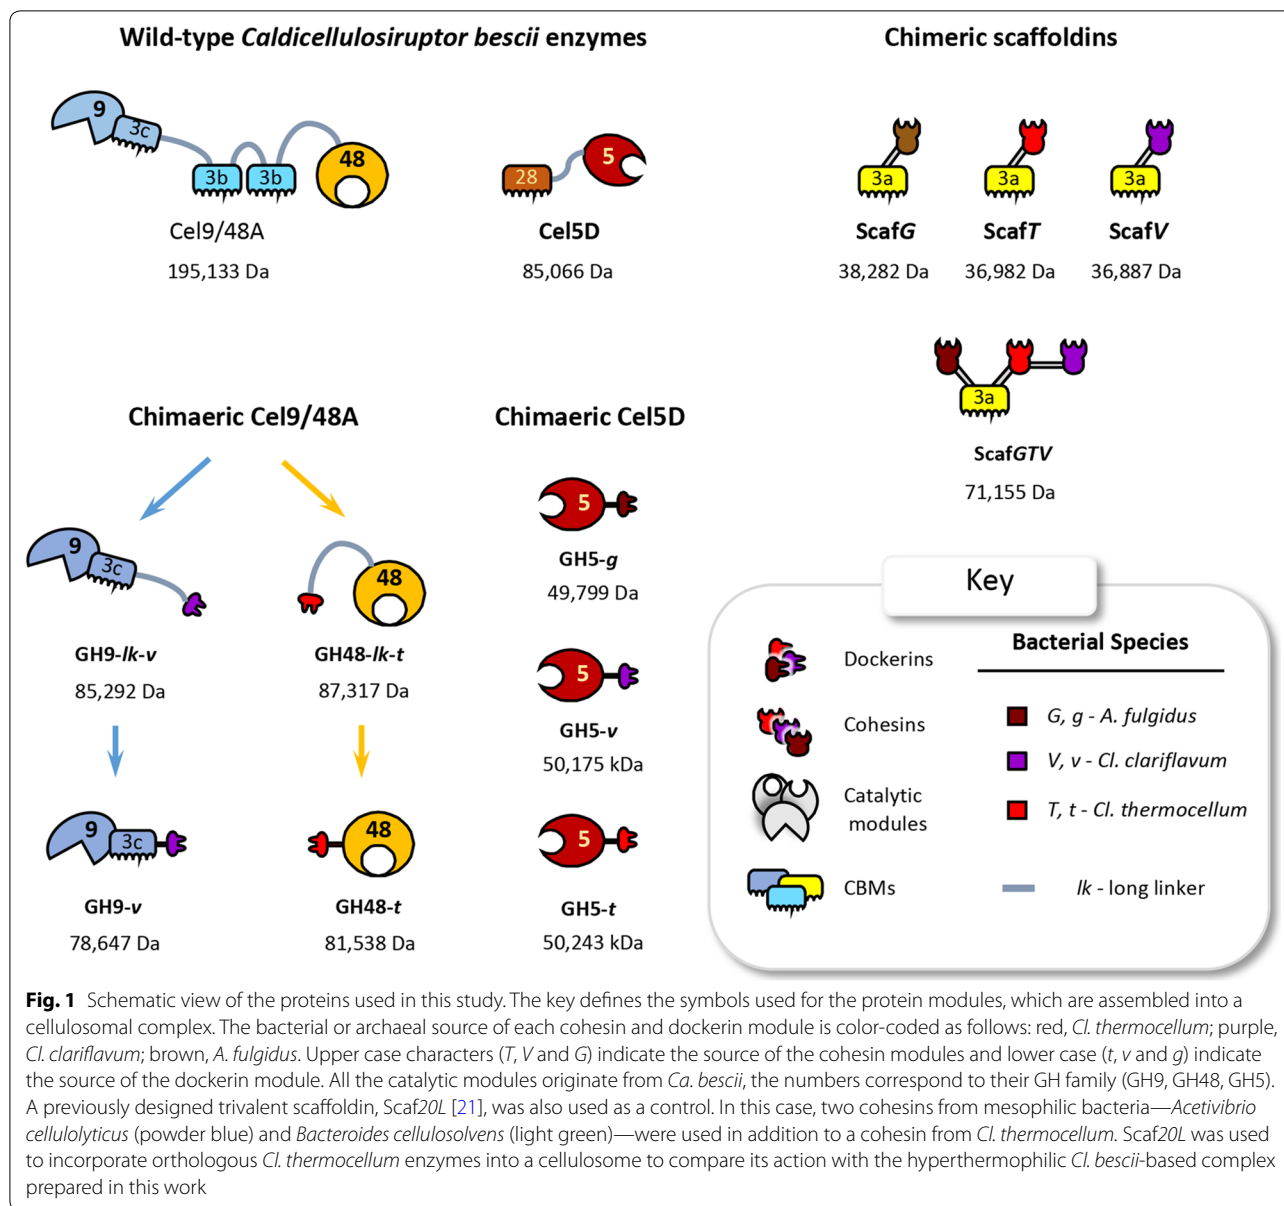 Wild-type Caldicellulosiruptor bescii enzymes
9
3c
3b
3b
48
Cel9/48A
195,133 Da
28
5
Cel5D
85,066 Da
Chimeric scaffoldins
3a
ScafG
38,282 Da
3a
ScafT
36,982 Da
3a
ScafV
36,887 Da
3a
ScafGTV
71,155 Da
Chimaeric Cel9/48A
9
3c
GH9-lk-v
85,292 Da
48
GH48-lk-t
87,317 Da
9
3c
GH9-v
78,647 Da
48
GH48-t
81,538 Da
Chimaeric Cel5D
5
GH5-g
49,799 Da
5
GH5-v
50,175 kDa
5
GH5-t
50,243 kDa
Key
Dockerins
Cohesins
Catalytic
modules
CBMs
Bacterial Species
G, g - A. fulgidus
V, v - Cl. clariflavum
T, t - Cl. thermocellum
lk - long linker
Fig. 1 Schematic view of the proteins used in this study. The key defines the symbols used for the protein modules, which are assembled into a
cellulosomal complex. The bacterial or archaeal source of each cohesin and dockerin module is color-coded as follows: red, Cl. thermocellum; purple,
Cl. clariflavum; brown, A. fulgidus. Upper case characters (T, V and G) indicate the source of the cohesin modules and lower case (t, v and g) indicate
the source of the dockerin module. All the catalytic modules originate from Ca. bescii, the numbers correspond to their GH family (GH9, GH48, GH5).
A previously designed trivalent scaffoldin, Scaf20L [21], was also used as a control. In this case, two cohesins from mesophilic bacteria—Acetivibrio
cellulolyticus (powder blue) and Bacteroides cellulosolvens (light green)—were used in addition to a cohesin from Cl. thermocellum. Scaf20L was used
to incorporate orthologous Cl. thermocellum enzymes into a cellulosome to compare its action with the hyperthermophilic Cl. bescii-based complex
prepared in this work